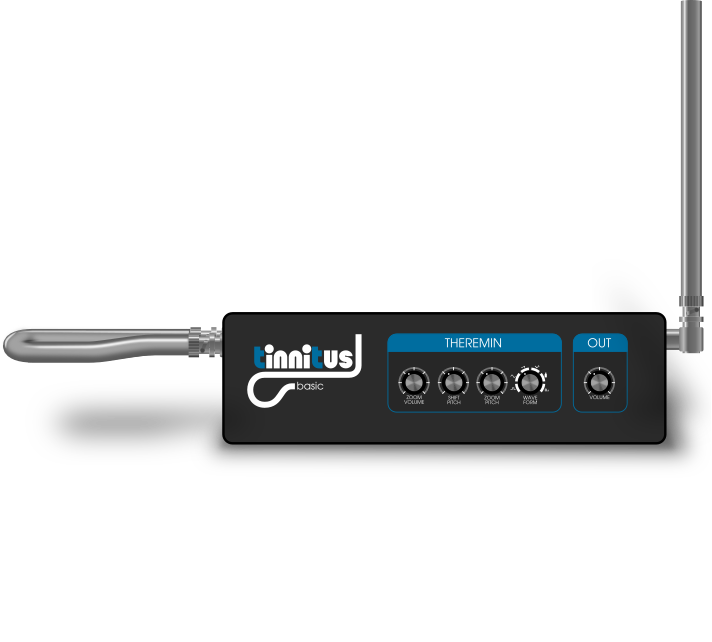 tinnitus
basic
THEREMIN
OUT
ZOOM
VOLUME
SHIFT
PITCH
ZOOM
PITCH
WAVE
FORM
VOLUME